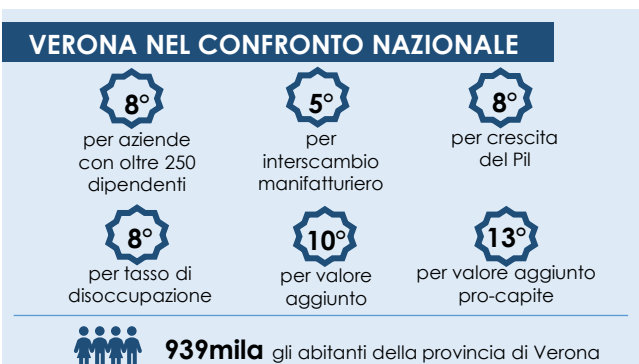 VERONA NEL CONFRONTO NAZIONALE
8°
per aziende
con oltre 250
dipendenti
5°
per
interscambio
manifatturiero
8°
per crescita
del Pil
8°
per tasso di
disoccupazione
10°
per valore
aggiunto
13°
per valore aggiunto
pro-capite
939mila gli abitanti della provincia di Verona